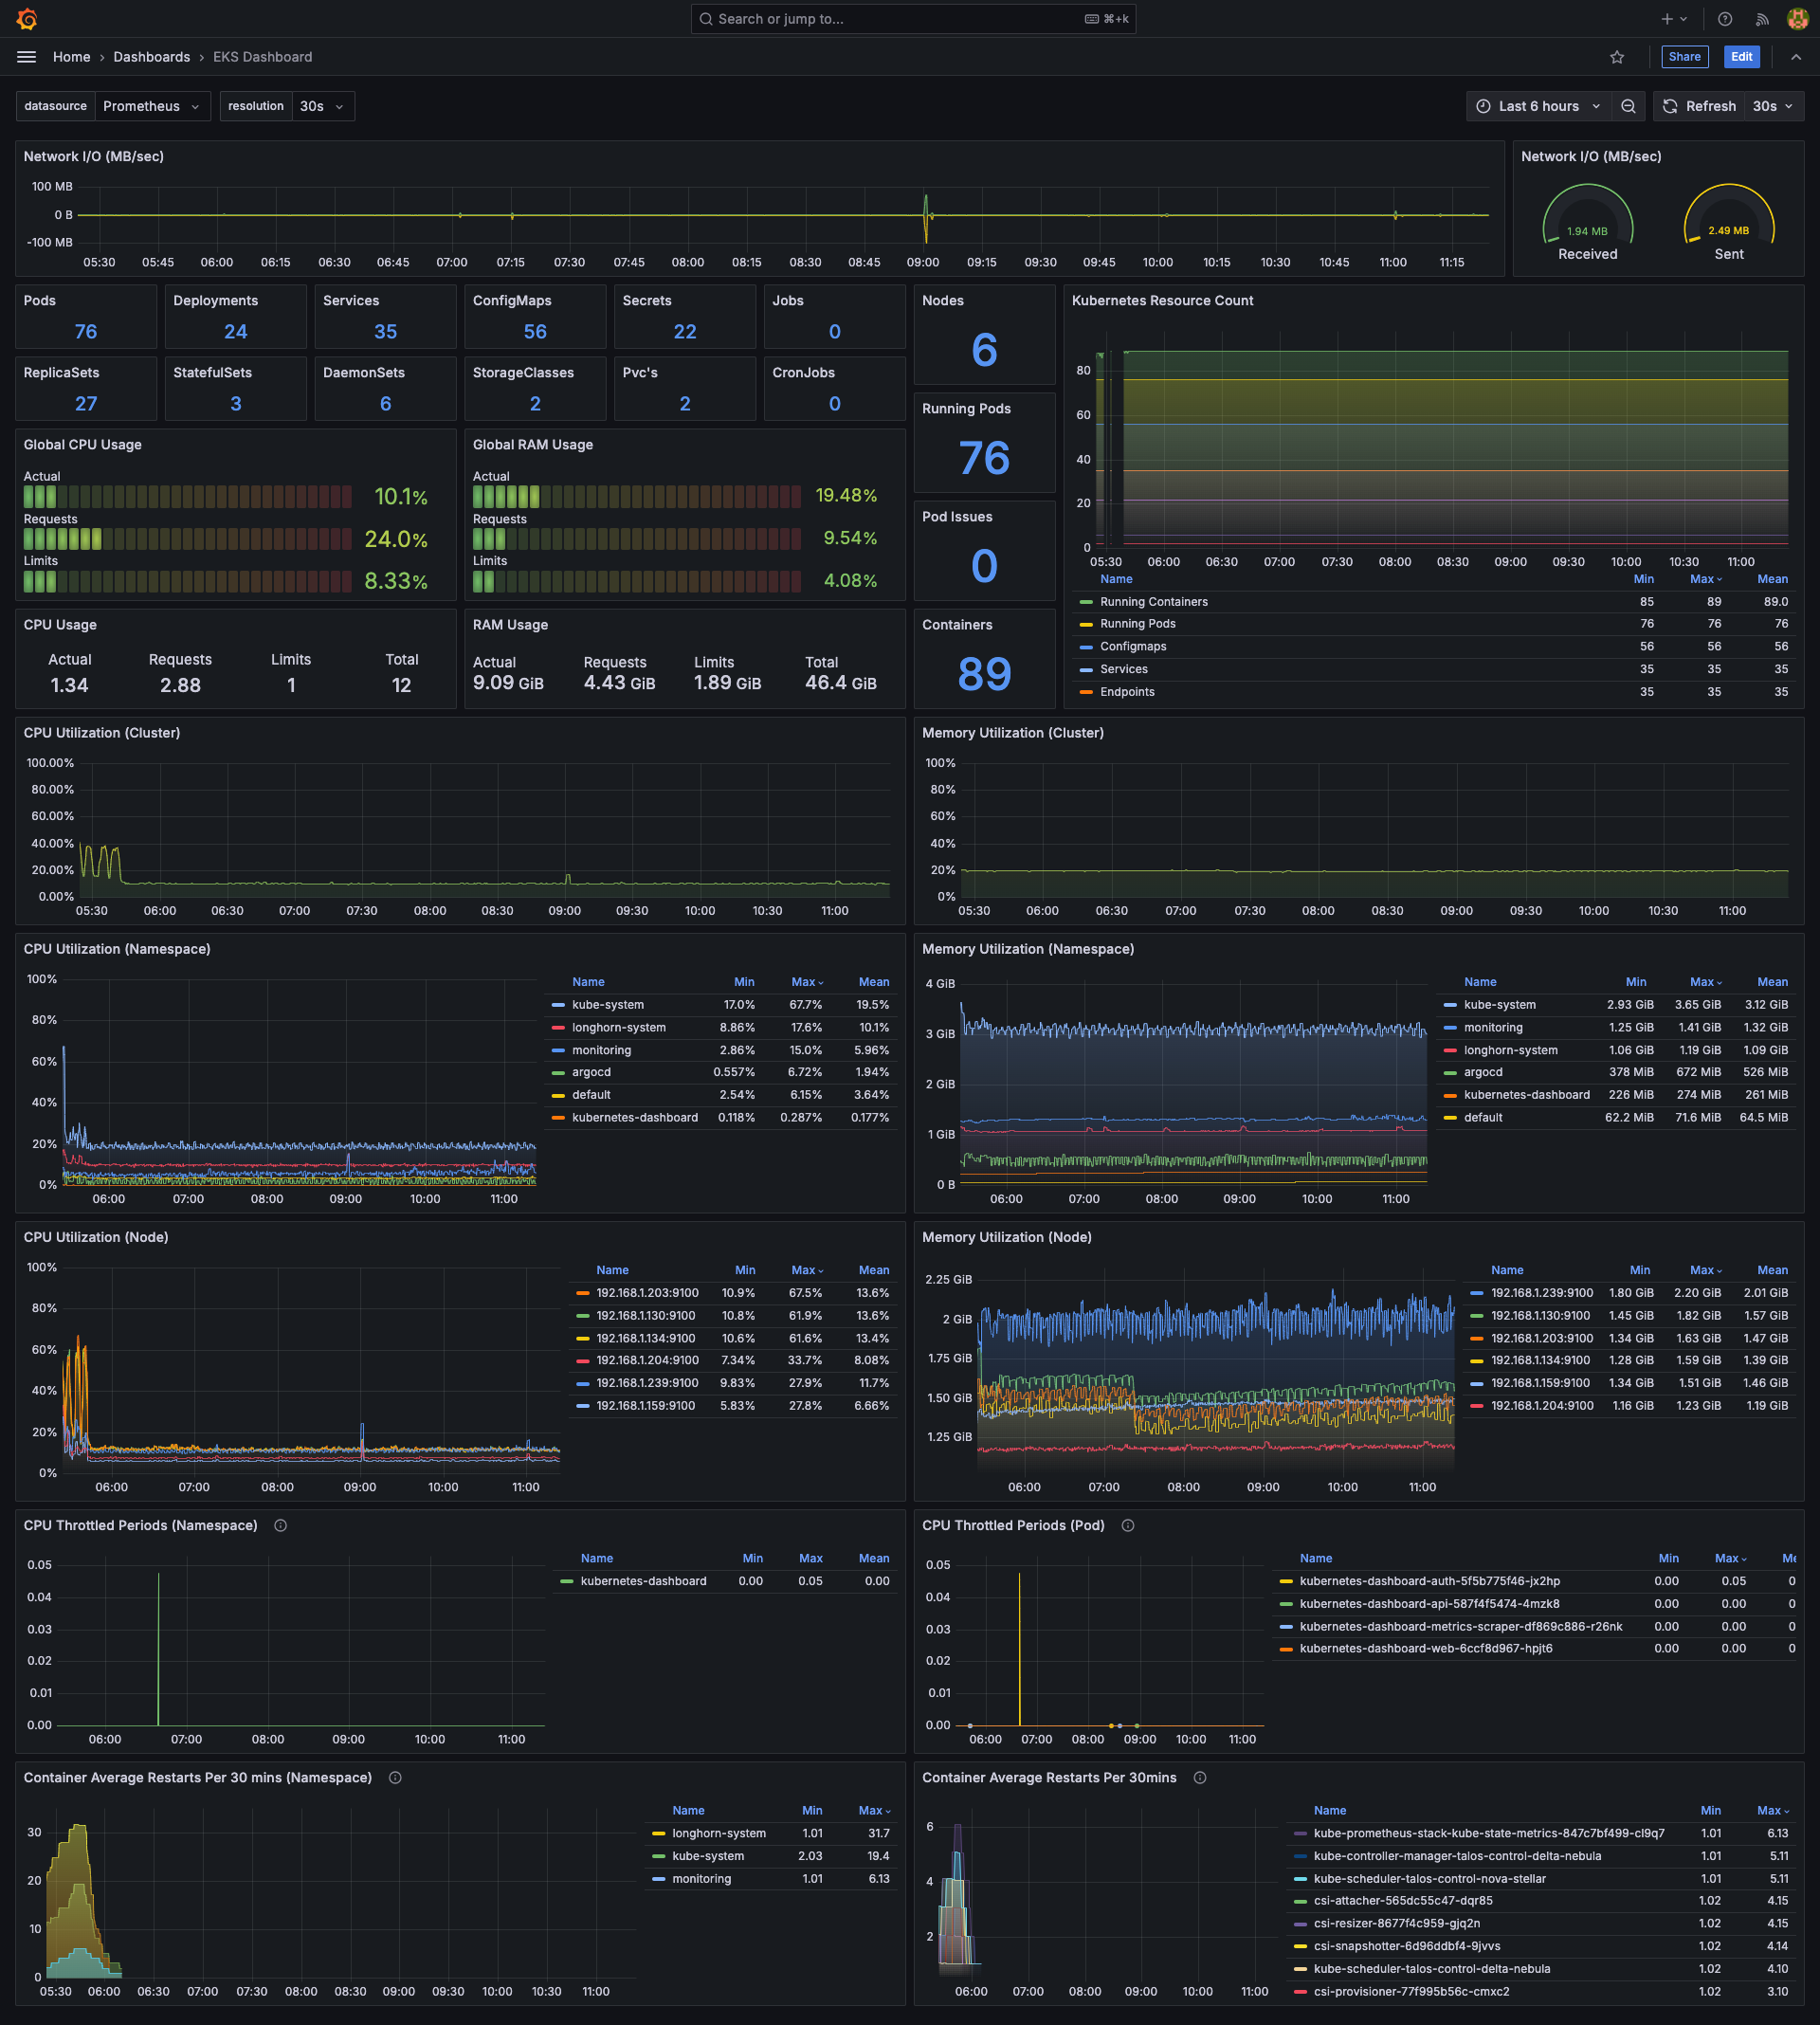 Search or jump to...
⌘+k
Home › Dashboards › EKS Dashboard
Share
Edit
datasource Prometheus
resolution 30s
Last 6 hours
Refresh 30s
Network I/O (MB/sec)
100 MB
0 B
-100 MB
05:30 05:45 06:00 06:15 06:30 06:45 07:00 07:15 07:30 07:45 08:00 08:15 08:30 08:45 09:00 09:15 09:30 09:45 10:00 10:15 10:30 10:45 11:00 11:15
Network I/O (MB/sec)
1.94 MB 2.49 MB
Received Sent
Pods
76
Deployments
24
Services
35
ConfigMaps
56
Secrets
22
Jobs
0
ReplicaSets
27
StatefulSets
3
DaemonSets
6
StorageClasses
2
Pvc's
2
CronJobs
0
Nodes
6
Running Pods
76
Pod Issues
0
Containers
89
Kubernetes Resource Count
80
60
40
20
0
05:30 06:00 06:30 07:00 07:30 08:00 08:30 09:00 09:30 10:00 10:30 11:00
Name Min Max Mean
Running Containers 85 89 89.0
Running Pods 76 76 76
Configmaps 56 56 56
Services 35 35 35
Endpoints 35 35 35
Global CPU Usage
Actual
10.1%
Requests
24.0%
Limits
8.33%
Global RAM Usage
Actual
19.48%
Requests
9.54%
Limits
4.08%
CPU Usage
Actual Requests Limits Total
1.34 2.88 1 12
RAM Usage
Actual Requests Limits Total
9.09 GiB 4.43 GiB 1.89 GiB 46.4 GiB
CPU Utilization (Cluster)
100.00%
80.00%
60.00%
40.00%
20.00%
0.00%
05:30 06:00 06:30 07:00 07:30 08:00 08:30 09:00 09:30 10:00 10:30 11:00
Memory Utilization (Cluster)
100%
80%
60%
40%
20%
0%
05:30 06:00 06:30 07:00 07:30 08:00 08:30 09:00 09:30 10:00 10:30 11:00
CPU Utilization (Namespace)
100%
80%
60%
40%
20%
0%
06:00 07:00 08:00 09:00 10:00 11:00
Name Min Max Mean
kube-system 17.0% 67.7% 19.5%
longhorn-system 8.86% 17.6% 10.1%
monitoring 2.86% 15.0% 5.96%
argocd 0.557% 6.72% 1.94%
default 2.54% 6.15% 3.64%
kubernetes-dashboard 0.118% 0.287% 0.177%
Memory Utilization (Namespace)
4 GiB
3 GiB
2 GiB
1 GiB
0 B
06:00 07:00 08:00 09:00 10:00 11:00
Name Min Max Mean
kube-system 2.93 GiB 3.65 GiB 3.12 GiB
monitoring 1.25 GiB 1.41 GiB 1.32 GiB
longhorn-system 1.06 GiB 1.19 GiB 1.09 GiB
argocd 378 MiB 672 MiB 526 MiB
kubernetes-dashboard 226 MiB 274 MiB 261 MiB
default 62.2 MiB 71.6 MiB 64.5 MiB
CPU Utilization (Node)
100%
80%
60%
40%
20%
0%
06:00 07:00 08:00 09:00 10:00 11:00
Name Min Max Mean
192.168.1.203:9100 10.9% 67.5% 13.6%
192.168.1.130:9100 10.8% 61.9% 13.6%
192.168.1.134:9100 10.6% 61.6% 13.4%
192.168.1.204:9100 7.34% 33.7% 8.08%
192.168.1.239:9100 9.83% 27.9% 11.7%
192.168.1.159:9100 5.83% 27.8% 6.66%
Memory Utilization (Node)
2.25 GiB
2 GiB
1.75 GiB
1.50 GiB
1.25 GiB
06:00 07:00 08:00 09:00 10:00 11:00
Name Min Max Mean
192.168.1.239:9100 1.80 GiB 2.20 GiB 2.01 GiB
192.168.1.130:9100 1.45 GiB 1.82 GiB 1.57 GiB
192.168.1.203:9100 1.34 GiB 1.63 GiB 1.47 GiB
192.168.1.134:9100 1.28 GiB 1.59 GiB 1.39 GiB
192.168.1.159:9100 1.34 GiB 1.51 GiB 1.46 GiB
192.168.1.204:9100 1.16 GiB 1.23 GiB 1.19 GiB
CPU Throttled Periods (Namespace)
0.05
0.04
0.03
0.02
0.01
0.00
06:00 07:00 08:00 09:00 10:00 11:00
Name Min Max Mean
kubernetes-dashboard 0.00 0.05 0.00
CPU Throttled Periods (Pod)
0.05
0.04
0.03
0.02
0.01
0.00
06:00 07:00 08:00 09:00 10:00 11:00
Name Min Max Me
kubernetes-dashboard-auth-5f5b775f46-jx2hp 0.00 0.05 0
kubernetes-dashboard-api-587f4f5474-4mzk8 0.00 0.00 0
kubernetes-dashboard-metrics-scraper-df869c886-r26nk 0.00 0.00 0
kubernetes-dashboard-web-6ccf8d967-hpjt6 0.00 0.00 0
Container Average Restarts Per 30 mins (Namespace)
30
20
10
0
05:30 06:00 06:30 07:00 07:30 08:00 08:30 09:00 09:30 10:00 10:30 11:00
Name Min Max
longhorn-system 1.01 31.7
kube-system 2.03 19.4
monitoring 1.01 6.13
Container Average Restarts Per 30mins
6
4
2
06:00 07:00 08:00 09:00 10:00 11:00
Name Min Max
kube-prometheus-stack-kube-state-metrics-847c7bf499-cl9q7 1.01 6.13
kube-controller-manager-talos-control-delta-nebula 1.01 5.11
kube-scheduler-talos-control-nova-stellar 1.01 5.11
csi-attacher-565dc55c47-dqr85 1.02 4.15
csi-resizer-8677f4c959-gjq2n 1.02 4.15
csi-snapshotter-6d96ddbf4-9jvvs 1.02 4.14
kube-scheduler-talos-control-delta-nebula 1.02 4.10
csi-provisioner-77f995b56c-cmxc2 1.02 3.10